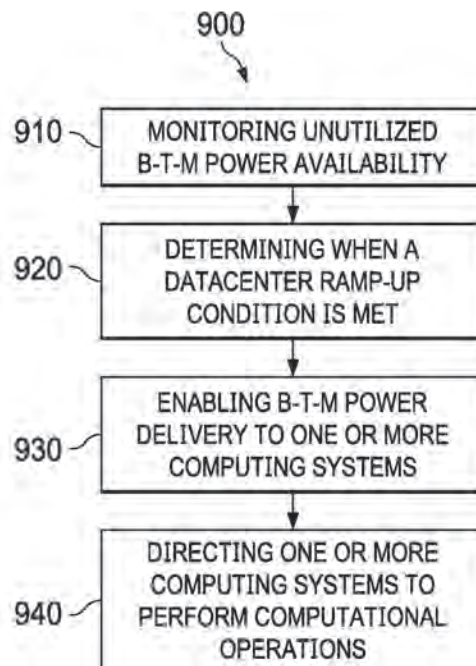 900
910
MONITORING UNUTILIZED
B-T-M POWER AVAILABILITY
920
DETERMINING WHEN A
DATACENTER RAMP-UP
CONDITION IS MET
930
ENABLING B-T-M POWER
DELIVERY TO ONE OR MORE
COMPUTING SYSTEMS
940
DIRECTING ONE OR MORE
COMPUTING SYSTEMS TO
PERFORM COMPUTATIONAL
OPERATIONS